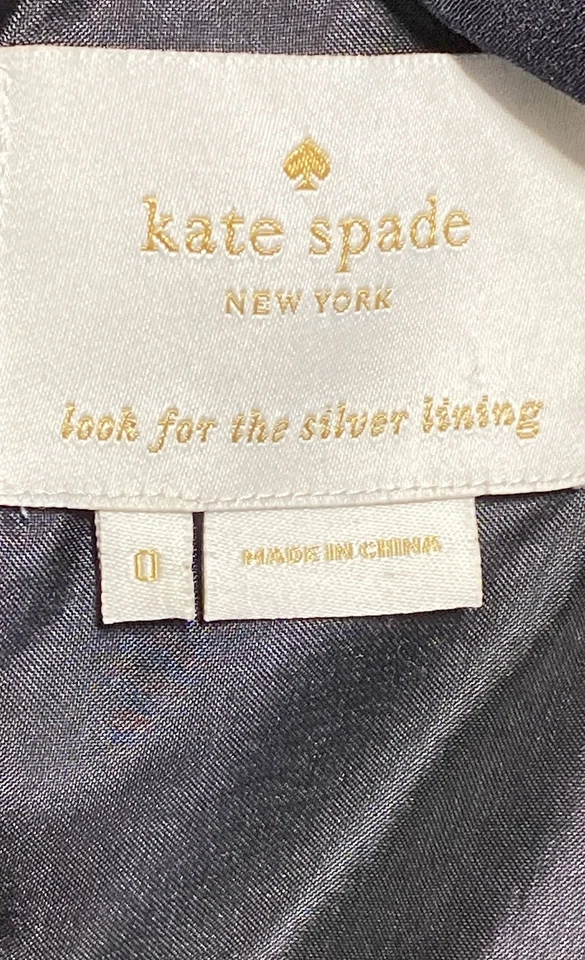 kate spade
NEW YORK
look for the silver lining
0
MADE IN CHINA